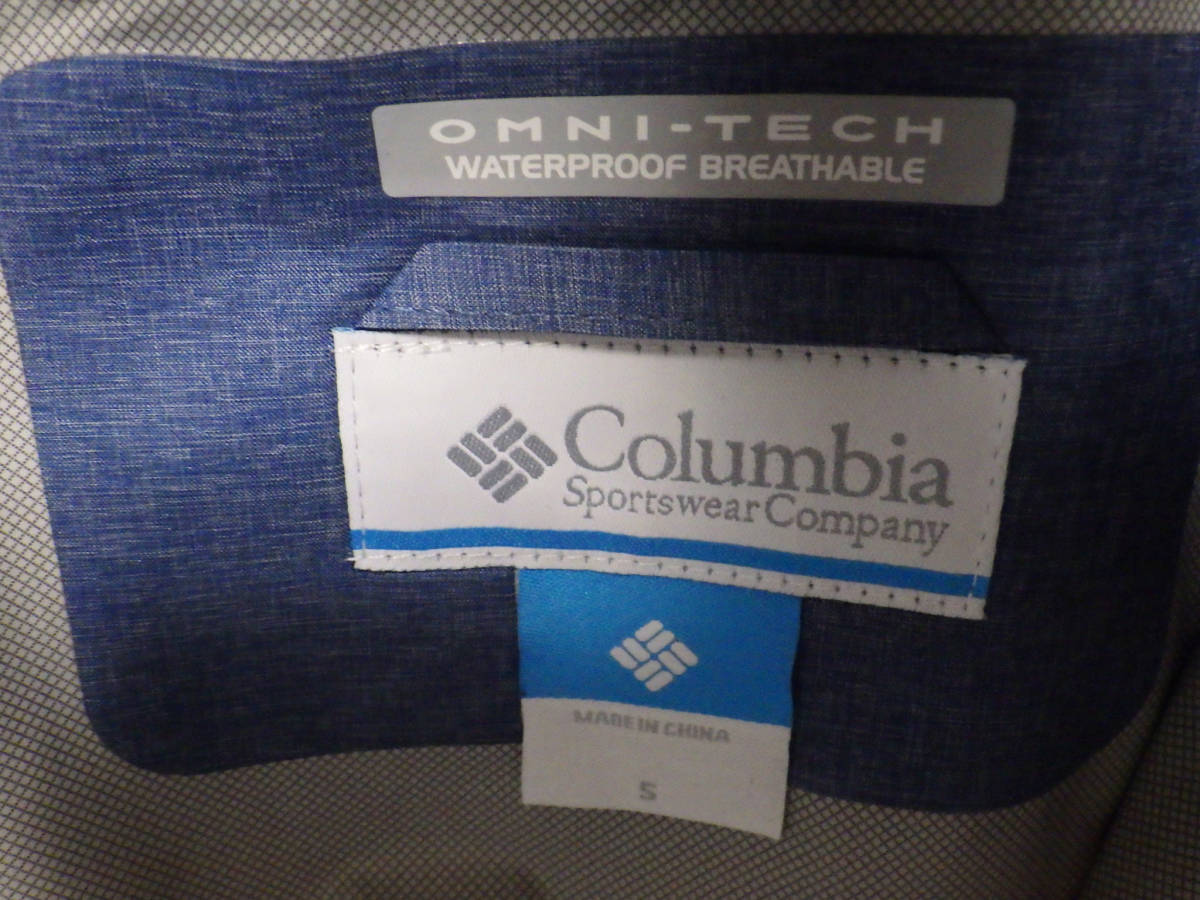 OMNI-TECH
WATERPROOF BREATHABLE
Columbia
Sportswear Company
MADE IN CHINA
S